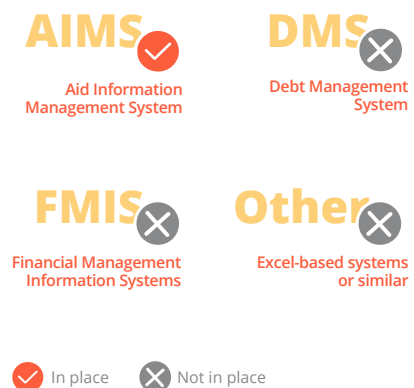 AIMS
Aid Information
Management System
DMS
Debt Management
System
FMIS
Financial Management
Information Systems
Other
Excel-based systems
or similar
In place
Not in place